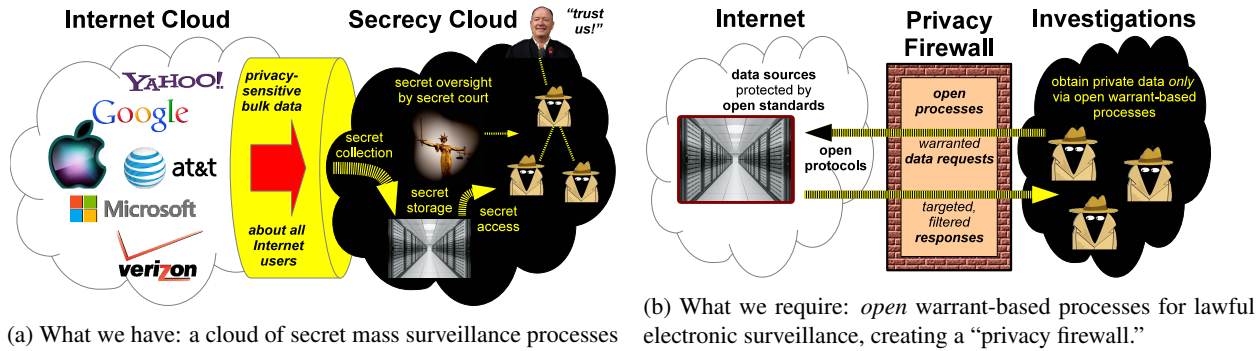 Internet Cloud
YAHOO!
Google
at&t
Microsoft
verizon
privacy-
sensitive
bulk data
about all
Internet
users
Secrecy Cloud
"trust
us!"
secret oversight
by secret court
secret
collection
secret
storage
secret
access
(a) What we have: a cloud of secret mass surveillance processes
Internet
data sources
protected by
open standards
open
protocols
Privacy
Firewall
open
processes
warranted
data requests
targeted,
filtered
responses
Investigations
obtain private data only
via open warrant-based
processes
(b) What we require: open warrant-based processes for lawful
electronic surveillance, creating a "privacy firewall."